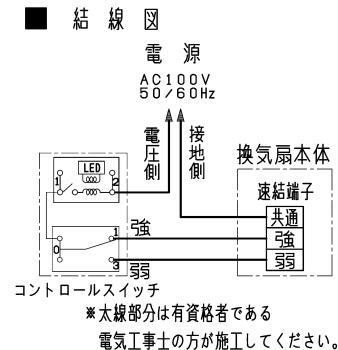 ■ 結線図
電源
AC100V
50/60Hz
電圧側
接地側
換気扇本体
速結端子
共通
強
弱
LED
1
2
0
1
3
強
弱
コントロールスイッチ
※太線部分は有資格者である
電気工事士の方が施工してください。